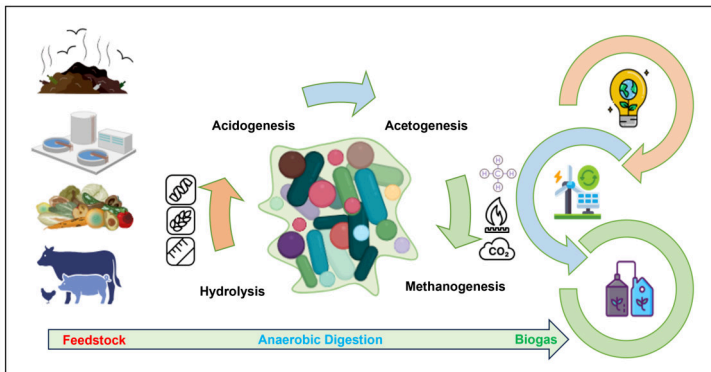 Acidogenesis
Acetogenesis
H
H C H
H
CO₂
Hydrolysis
Methanogenesis
Feedstock
Anaerobic Digestion
Biogas